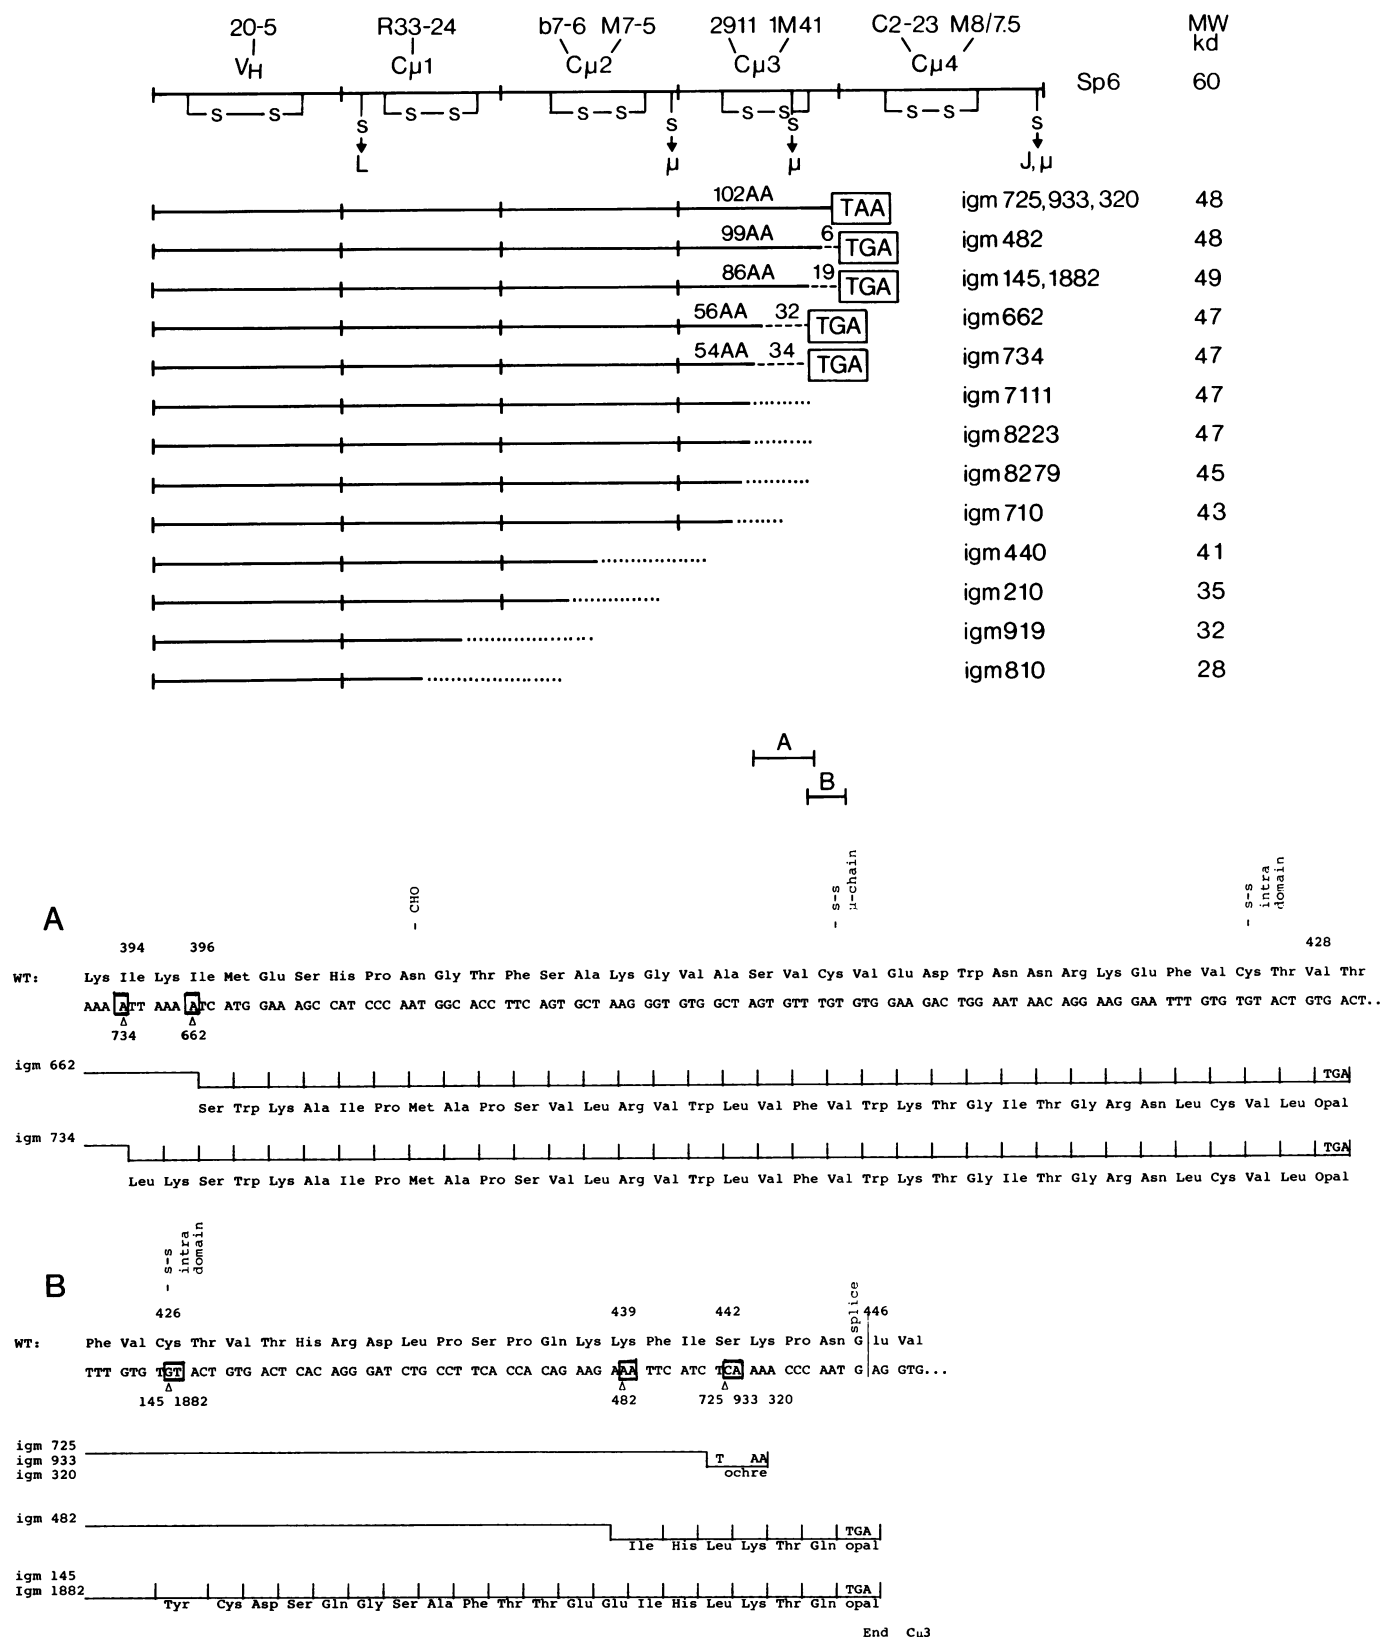 20-5 R33-24 b7-6 M7-5 2911 1M41 C2-23 M8/7.5 MW
kd
VH Cμ1 Cμ2 Cμ3 Cμ4
Sp6 60
S S S S S S S S S S
S S S S
L μ μ J,μ
102AA TAA igm 725,933,320 48
99AA 6 TGA igm 482 48
86AA 19 TGA igm 145,1882 49
56AA 32 TGA igm 662 47
54AA 34 TGA igm 734 47
igm 7111 47
igm 8223 47
igm 8279 45
igm 710 43
igm 440 41
igm 210 35
igm 919 32
igm 810 28
A
B
A
- CHO
- s-s μ-chain
- s-s intra domain
394 396 428
WT: Lys Ile Lys Ile Met Glu Ser His Pro Asn Gly Thr Phe Ser Ala Lys Gly Val Ala Ser Val Cys Val Glu Asp Trp Asn Asn Arg Lys Glu Phe Val Cys Thr Val Thr
AAA ATT AAA ATC ATG GAA AGC CAT CCC AAT GGC ACC TTC AGT GCT AAG GGT GTG GCT AGT GTT TGT GTG GAA GAC TGG AAT AAC AGG AAG GAA TTT GTG TGT ACT GTG ACT..
734 662
igm 662 TGA
Ser Trp Lys Ala Ile Pro Met Ala Pro Ser Val Leu Arg Val Trp Leu Val Phe Val Trp Lys Thr Gly Ile Thr Gly Arg Asn Leu Cys Val Leu Opal
igm 734 TGA
Leu Lys Ser Trp Lys Ala Ile Pro Met Ala Pro Ser Val Leu Arg Val Trp Leu Val Phe Val Trp Lys Thr Gly Ile Thr Gly Arg Asn Leu Cys Val Leu Opal
- s-s intra domain
B
426 439 442 splice 446
WT: Phe Val Cys Thr Val Thr His Arg Asp Leu Pro Ser Pro Gln Lys Lys Phe Ile Ser Lys Pro Asn G lu Val
TTT GTG TGT ACT GTG ACT CAC AGG GAT CTG CCT TCA CCA CAG AAG AAA TTC ATC TCA AAA CCC AAT G AG GTG...
145 1882 482 725 933 320
igm 725
igm 933 T AA
igm 320 ochre
igm 482 TGA
Ile His Leu Lys Thr Gln opal
igm 145
Igm 1882 TGA
Tyr Cys Asp Ser Gln Gly Ser Ala Phe Thr Thr Glu Glu Ile His Leu Lys Thr Gln opal
End Cμ3